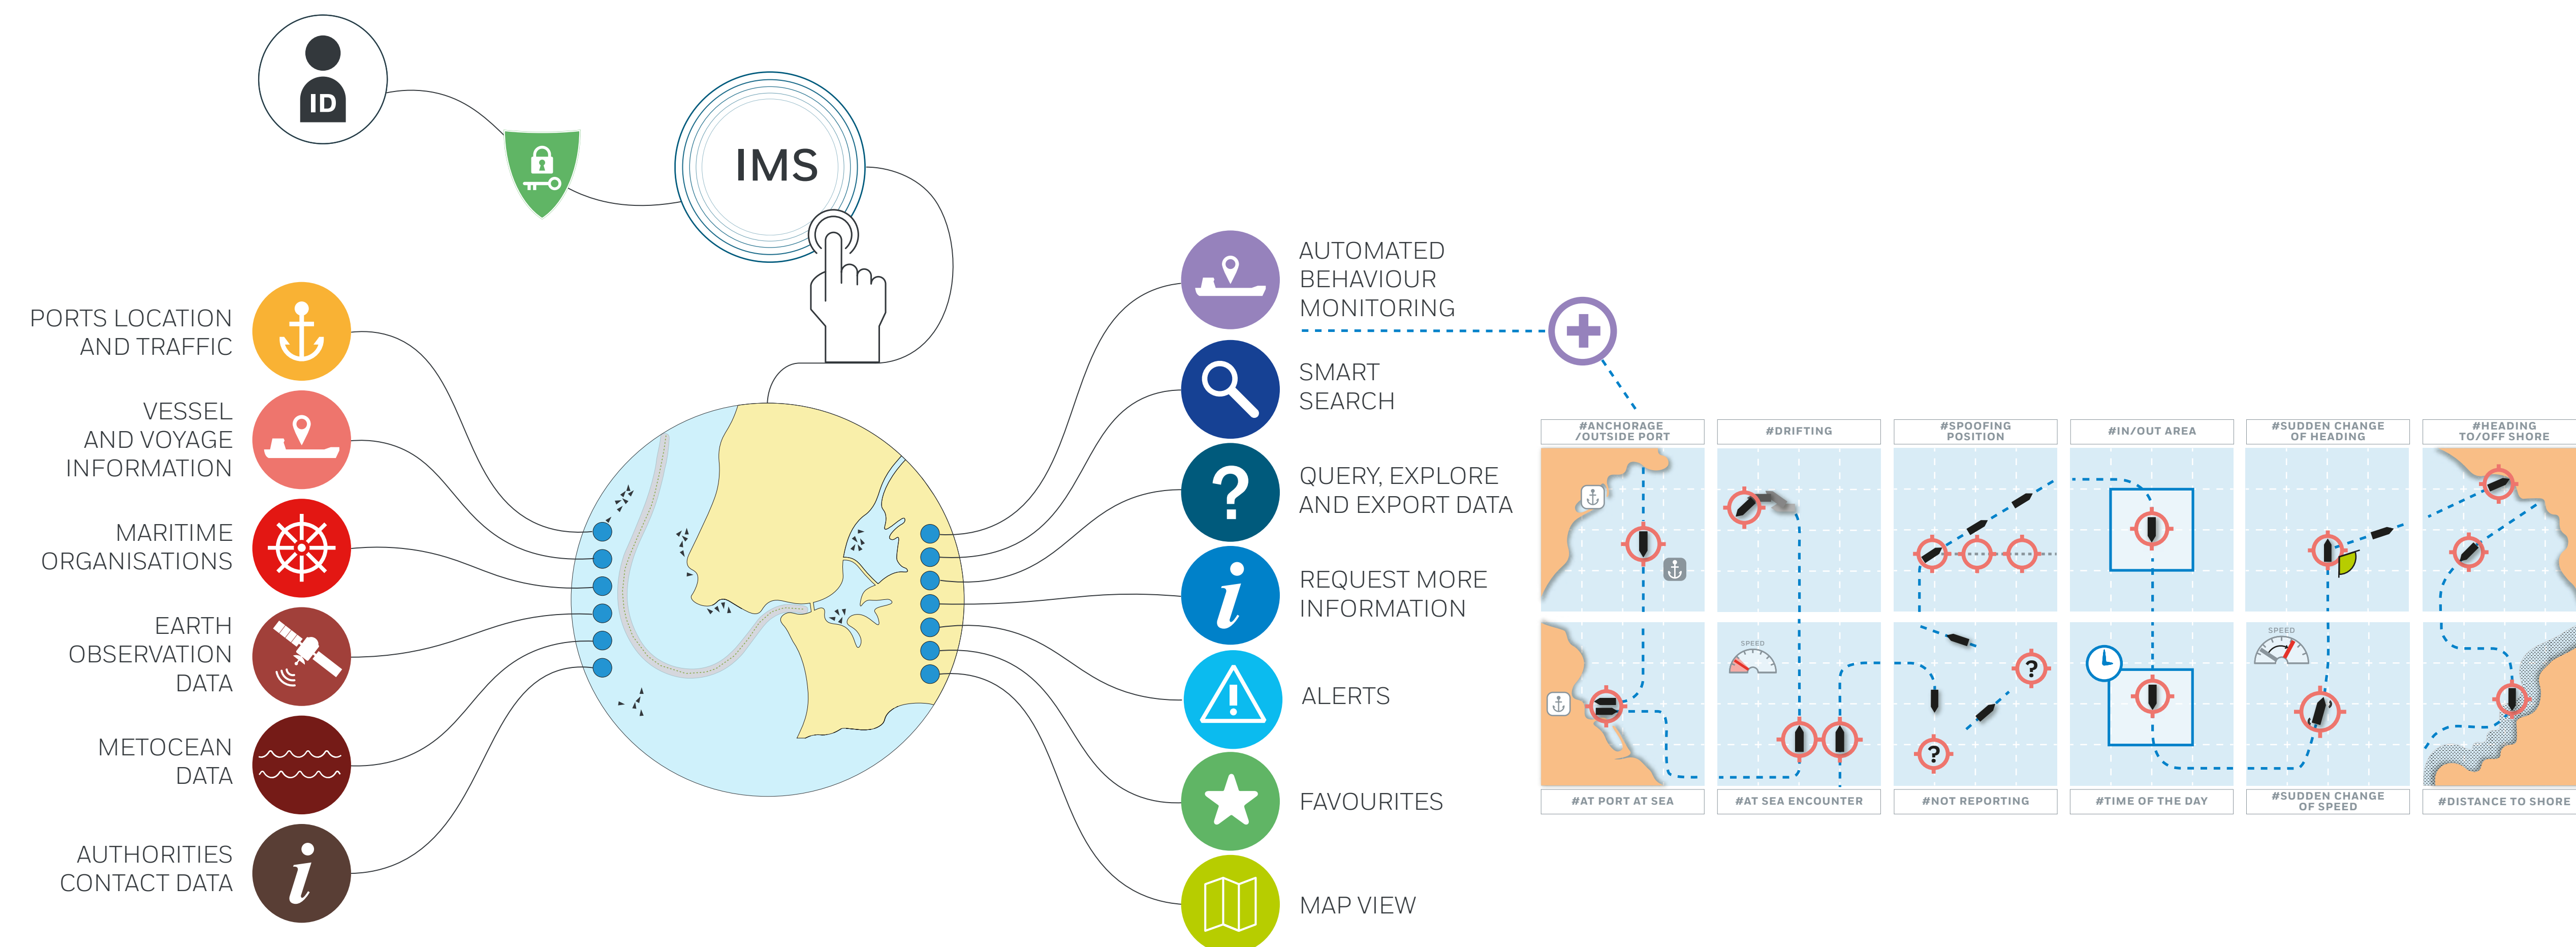 ID
IMS
PORTS LOCATION
AND TRAFFIC
VESSEL
AND VOYAGE
INFORMATION
MARITIME
ORGANISATIONS
EARTH
OBSERVATION
DATA
METOCEAN
DATA
AUTHORITIES
CONTACT DATA
AUTOMATED
BEHAVIOUR
MONITORING
SMART
SEARCH
QUERY, EXPLORE
AND EXPORT DATA
REQUEST MORE
INFORMATION
ALERTS
FAVOURITES
MAP VIEW
#ANCHORAGE
/OUTSIDE PORT
#DRIFTING
#SPOOFING
POSITION
#IN/OUT AREA
#SUDDEN CHANGE
OF HEADING
#HEADING
TO/OFF SHORE
SPEED
?
?
SPEED
#AT PORT AT SEA
#AT SEA ENCOUNTER
#NOT REPORTING
#TIME OF THE DAY
#SUDDEN CHANGE
OF SPEED
#DISTANCE TO SHORE